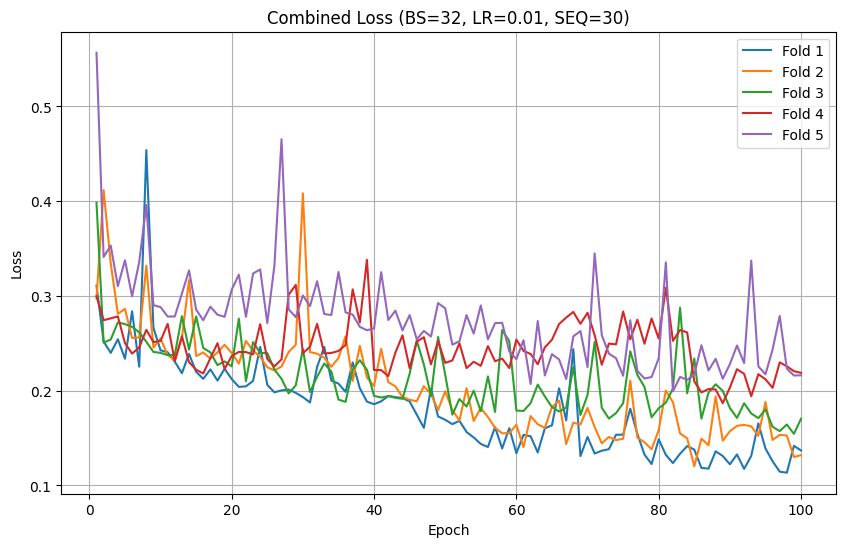 Combined Loss (BS=32, LR=0.01, SEQ=30)
Fold 1
Fold 2
Fold 3
Fold 4
Fold 5
Loss
0.5
0.4
0.3
0.2
0.1
0 20 40 60 80 100
Epoch